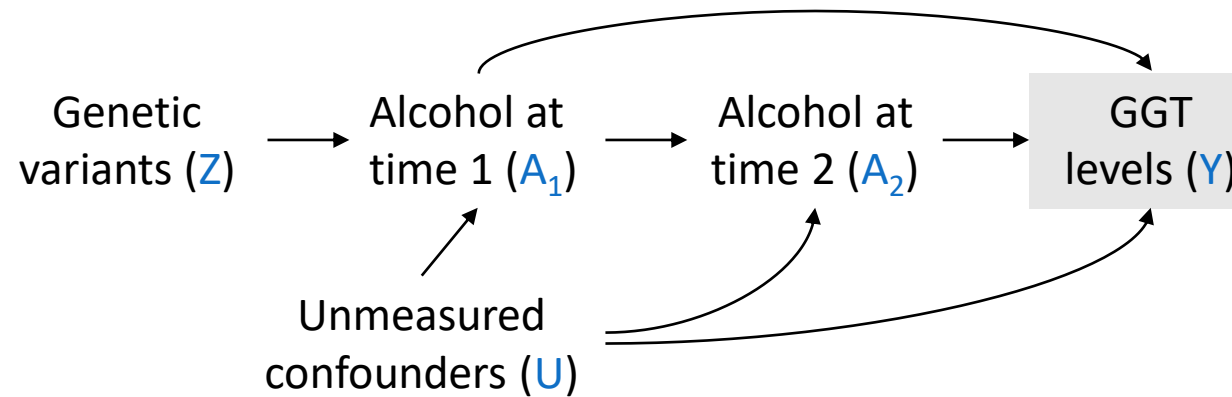 Genetic
variants (Z)
Alcohol at
time 1 (A₁)
Alcohol at
time 2 (A₂)
GGT
levels (Y)
Unmeasured
confounders (U)